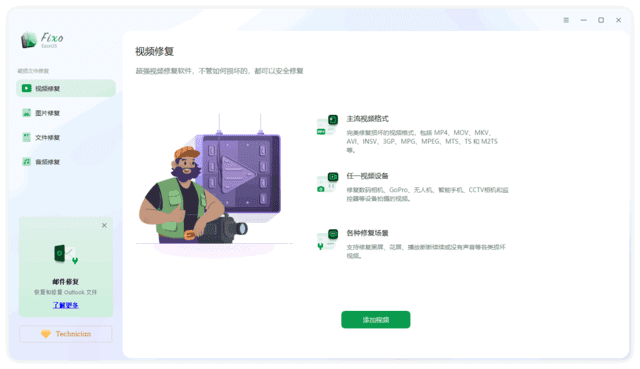 Fixo
EaseUS
破损文件修复
视频修复
图片修复
文件修复
音频修复
邮件修复
恢复和修复 Outlook 文件
了解更多
Technician
视频修复
超强视频修复软件，不管如何损坏的，都可以安全修复
主流视频格式
完美修复损坏的视频格式，包括 MP4、MOV、MKV、
AVI、INSV、3GP、MPG、MPEG、MTS、TS 和 M2TS
等。
任一视频设备
修复数码相机、GoPro、无人机、智能手机、CCTV相机和监
控器等设备拍摄的视频。
各种修复场景
支持修复黑屏、花屏、播放断断续续或没有声音等各类损坏
视频。
添加视频